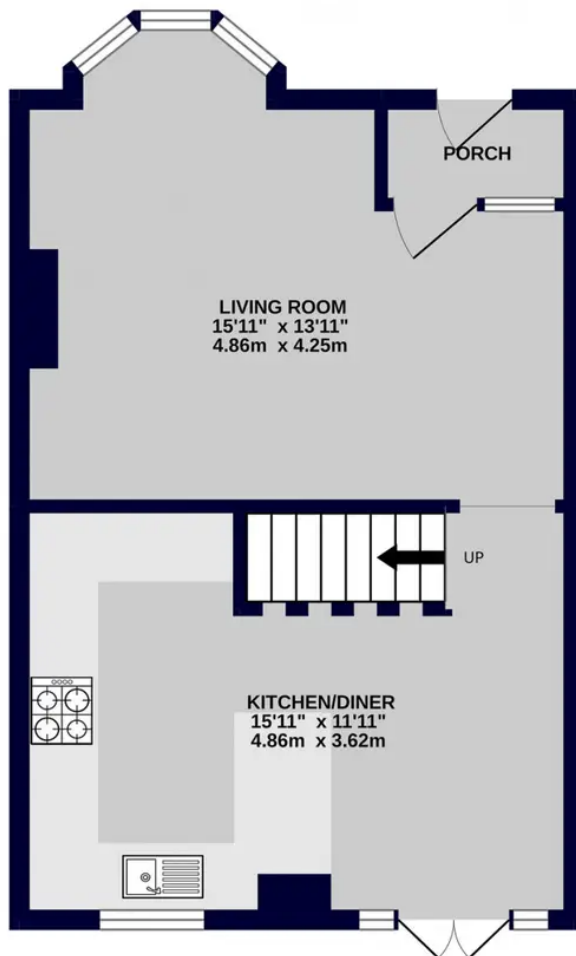 PORCH
LIVING ROOM
15'11" x 13'11"
4.86m x 4.25m
UP
KITCHEN/DINER
15'11" x 11'11"
4.86m x 3.62m